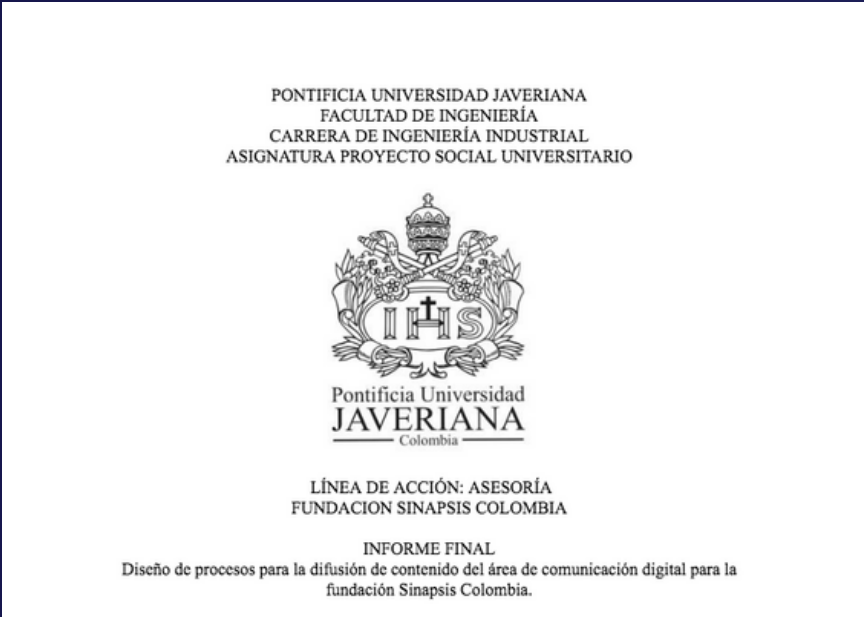 PONTIFICIA UNIVERSIDAD JAVERIANA
FACULTAD DE INGENIERÍA
CARRERA DE INGENIERÍA INDUSTRIAL
ASIGNATURA PROYECTO SOCIAL UNIVERSITARIO
IHS
Pontificia Universidad
JAVERIANA
Colombia
LÍNEA DE ACCIÓN: ASESORÍA
FUNDACION SINAPSIS COLOMBIA
INFORME FINAL
Diseño de procesos para la difusión de contenido del área de comunicación digital para la
fundación Sinapsis Colombia.